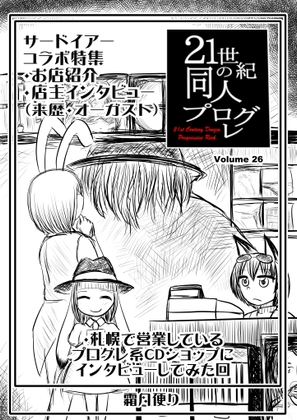 サードイアー
コラボ特集
・お店紹介
・店主インタビュー
(来歴・オーガスト)
21世紀
の
同人
プログレ
21st Century Doujin
Progressive Rock
Volume 26
・札幌で営業している
プログレ系CDショップに
インタビューしてみた回
霜月便り